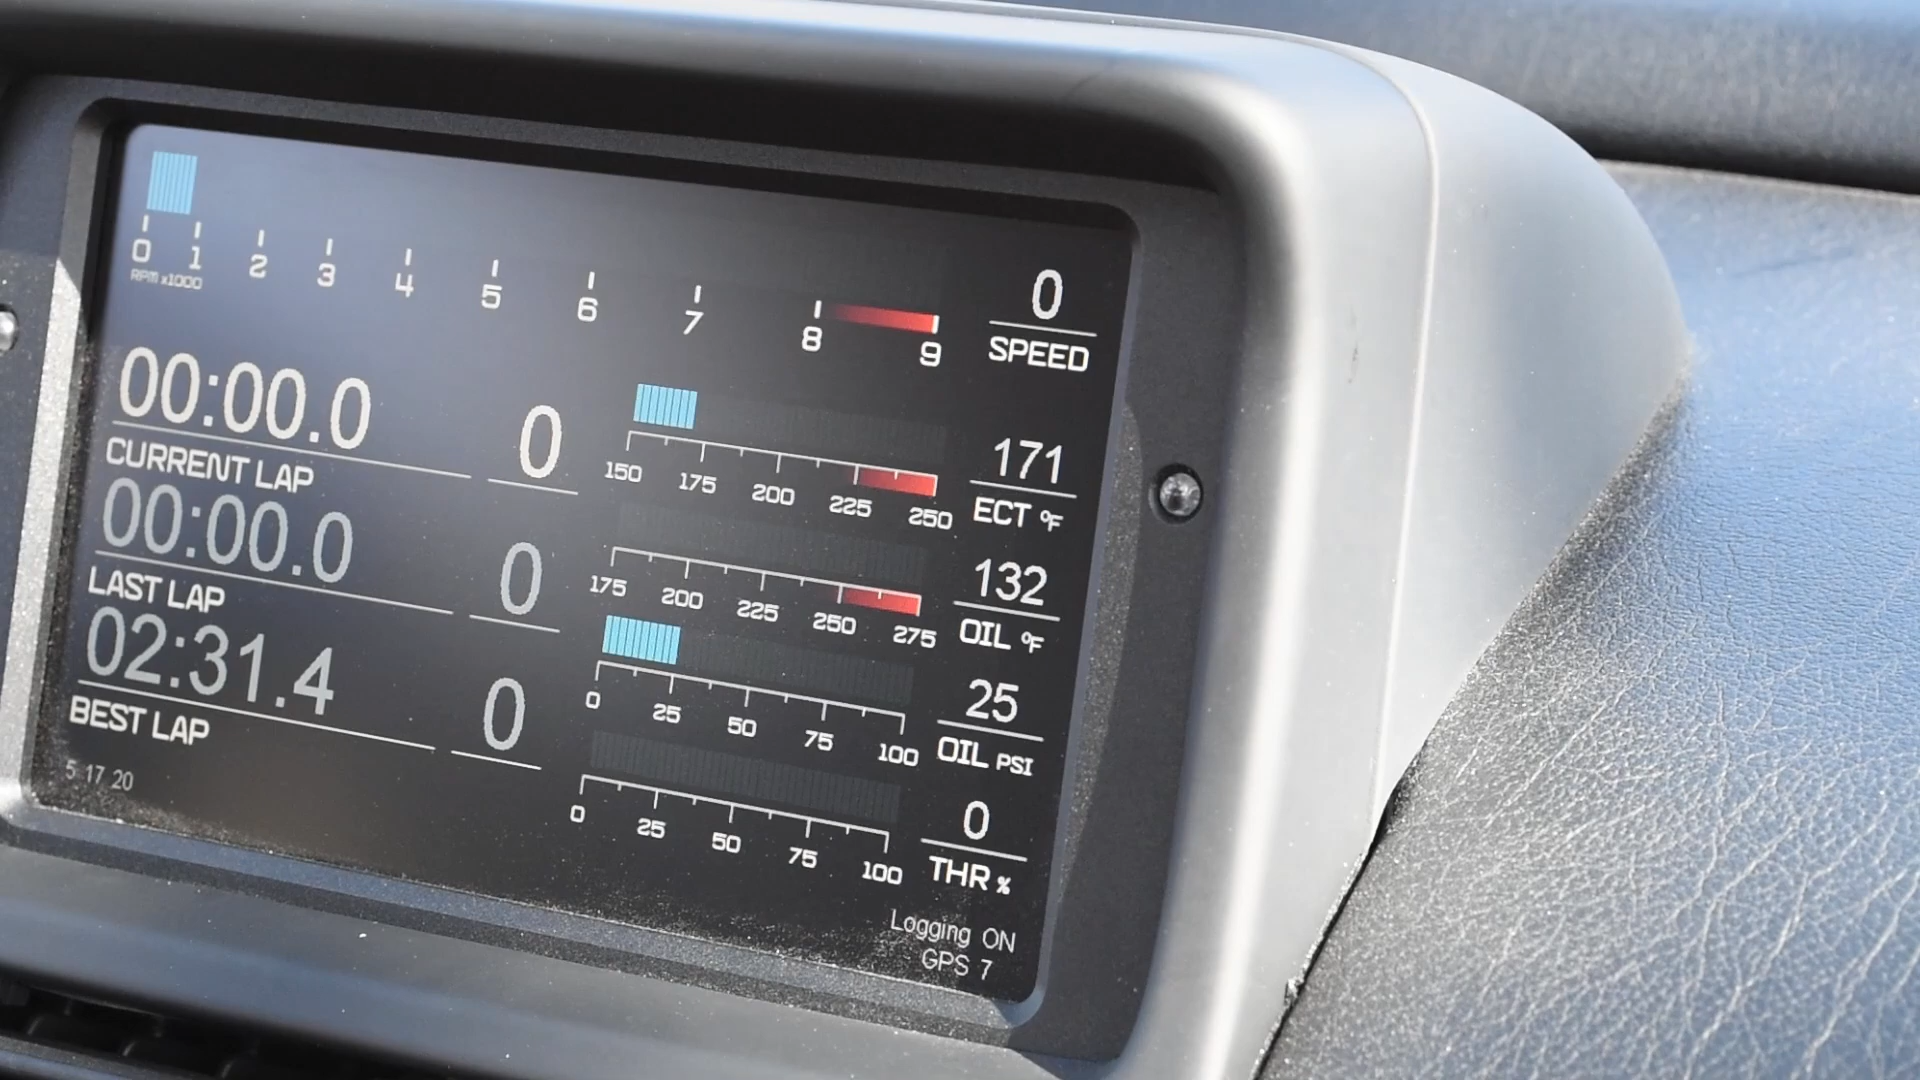 0 1 2 3 4 5 6 7 8 9
RPM x1000
0
SPEED
00:00.0 0
CURRENT LAP
00:00.0 0
LAST LAP
02:31.4 0
BEST LAP
5 17 20
150 175 200 225 250
171
ECT °F
175 200 225 250 275
132
OIL °F
0 25 50 75 100
25
OIL PSI
0 25 50 75 100
0
THR %
Logging ON
GPS 7